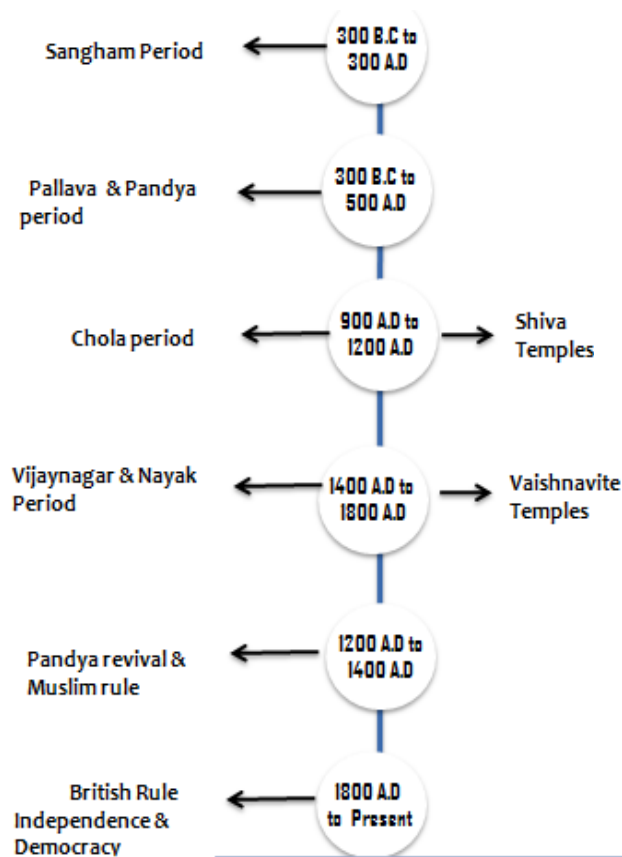 Sangham Period
300 B.C to
300 A.D
Pallava & Pandya
period
300 B.C to
500 A.D
Chola period
900 A.D to
1200 A.D
Shiva
Temples
Vijaynagar & Nayak
Period
1400 A.D to
1800 A.D
Vaishnavite
Temples
Pandya revival &
Muslim rule
1200 A.D to
1400 A.D
British Rule
Independence &
Democracy
1800 A.D
to Present